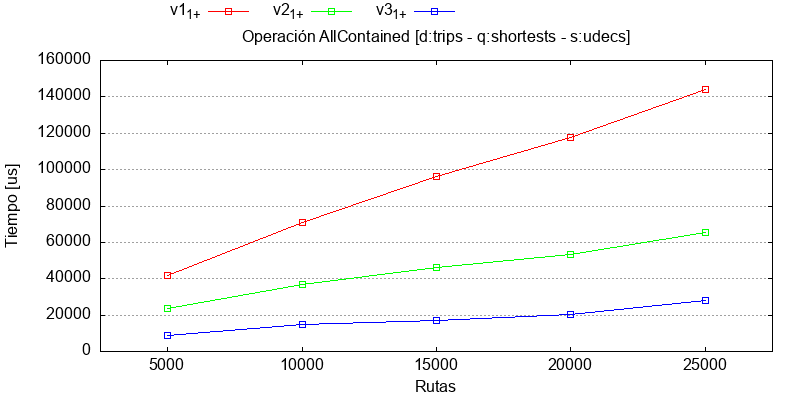 v1₁₊ v2₁₊ v3₁₊
Operación AllContained [d:trips - q:shortests - s:udecs]
160000
140000
120000
100000
80000
60000
40000
20000
0
Tiempo [us]
5000 10000 15000 20000 25000
Rutas